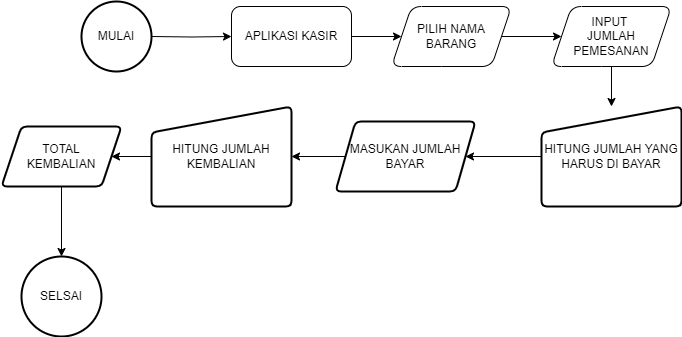 MULAI
APLIKASI KASIR
PILIH NAMA
BARANG
INPUT
JUMLAH
PEMESANAN
HITUNG JUMLAH YANG
HARUS DI BAYAR
MASUKAN JUMLAH
BAYAR
HITUNG JUMLAH
KEMBALIAN
TOTAL
KEMBALIAN
SELSAI